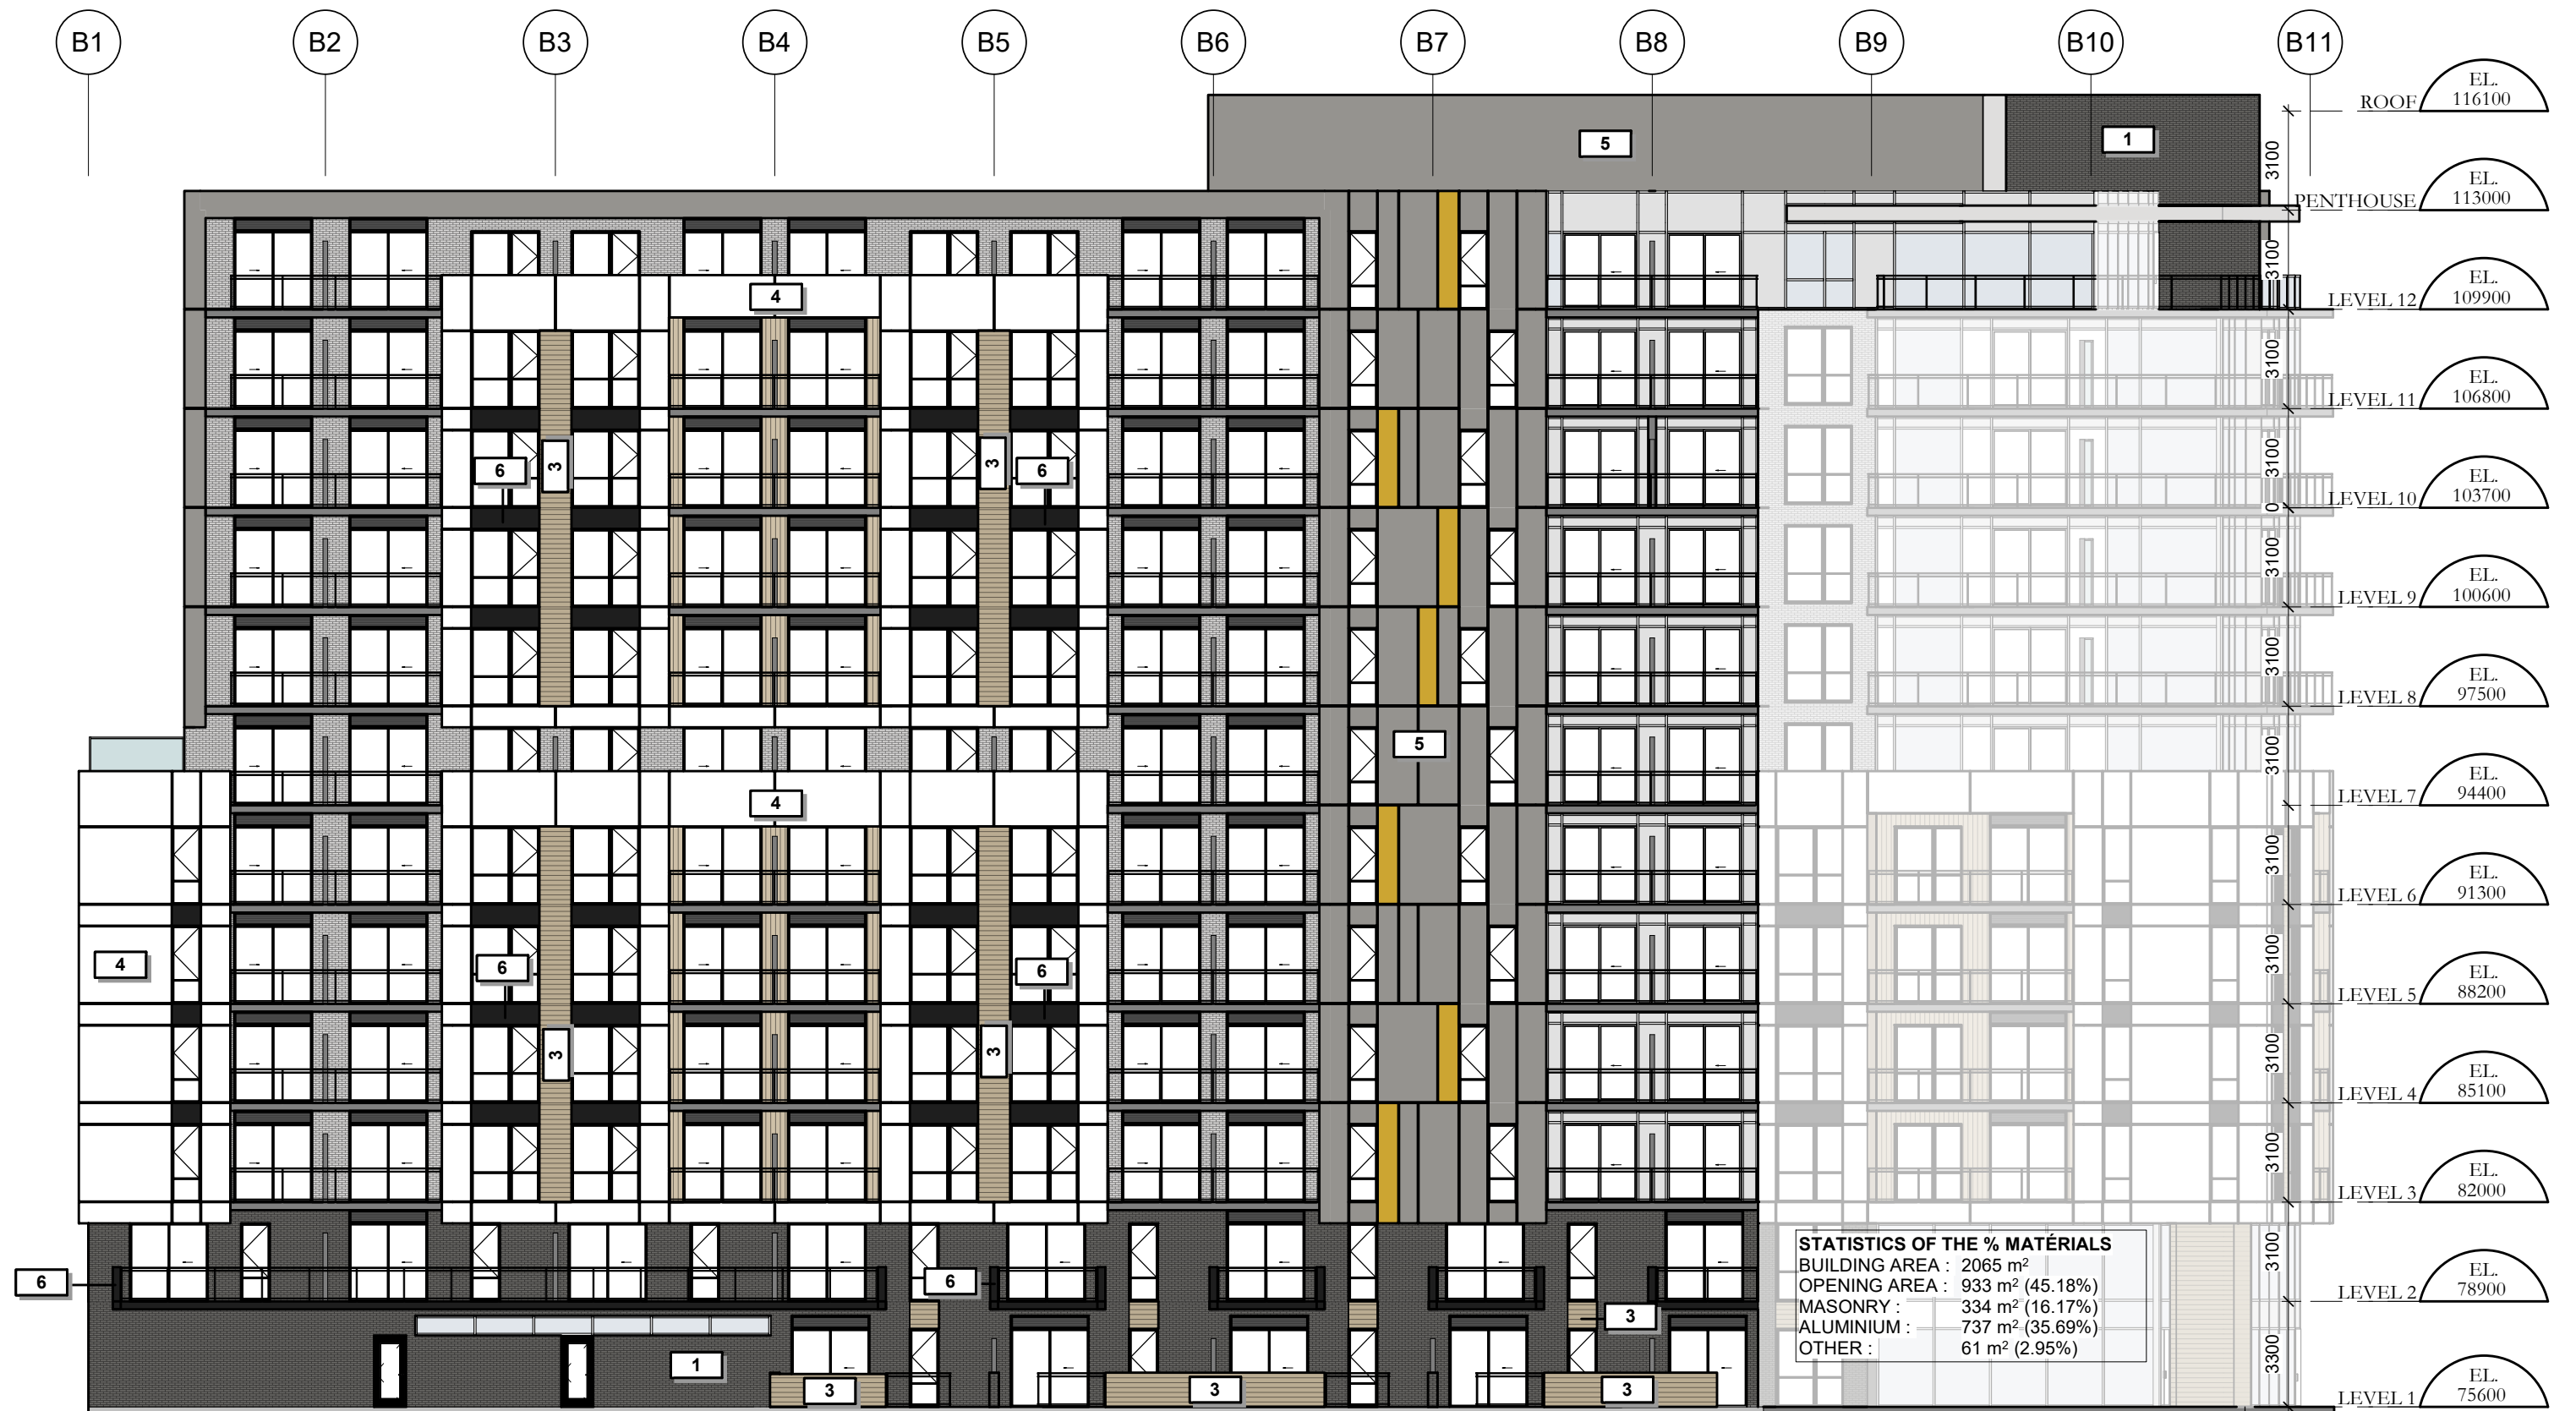 B1 B2 B3 B4 B5 B6 B7 B8 B9 B10 B11
ROOF EL. 116100
5 1
3100
PENTHOUSE EL. 113000
3100
4
LEVEL 12 EL. 109900
3100
LEVEL 11 EL. 106800
6 3 3 6
3100
LEVEL 10 EL. 103700
0
3100
LEVEL 9 EL. 100600
3100
LEVEL 8 EL. 97500
5
3100
4
LEVEL 7 EL. 94400
3100
LEVEL 6 EL. 91300
4 6 6
3100
LEVEL 5 EL. 88200
3 3
3100
LEVEL 4 EL. 85100
3100
LEVEL 3 EL. 82000
STATISTICS OF THE % MATÉRIALS
BUILDING AREA : 2065 m²
OPENING AREA : 933 m² (45.18%)
MASONRY : 334 m² (16.17%)
ALUMINIUM : 737 m² (35.69%)
OTHER : 61 m² (2.95%)
3100
6 6
LEVEL 2 EL. 78900
3
1
3300
3 3 3
LEVEL 1 EL. 75600